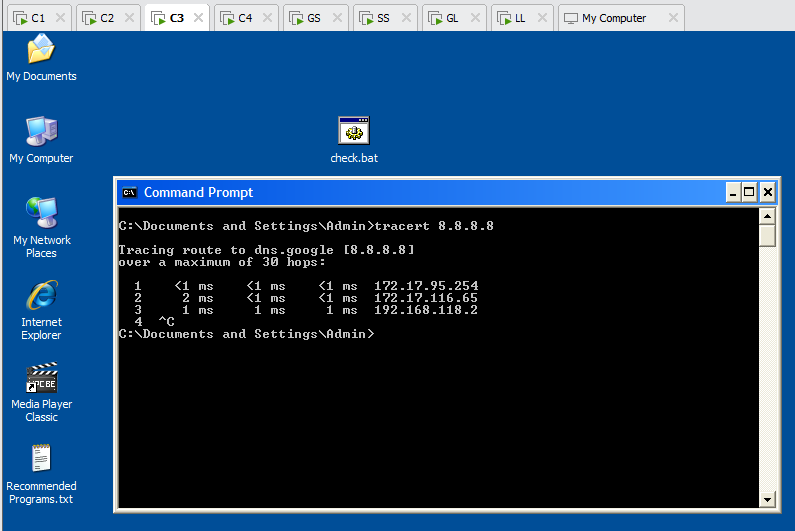 C1
C2
C3
C4
GS
SS
GL
LL
My Computer
My Documents
My Computer
My Network
Places
Internet
Explorer
Media Player
Classic
Recommended
Programs.txt
check.bat
Command Prompt
C:\Documents and Settings\Admin>tracert 8.8.8.8
Tracing route to dns.google [8.8.8.8]
over a maximum of 30 hops:
1 <1 ms <1 ms <1 ms 172.17.95.254
2 2 ms <1 ms <1 ms 172.17.116.65
3 1 ms 1 ms 1 ms 192.168.118.2
4 ^C
C:\Documents and Settings\Admin>